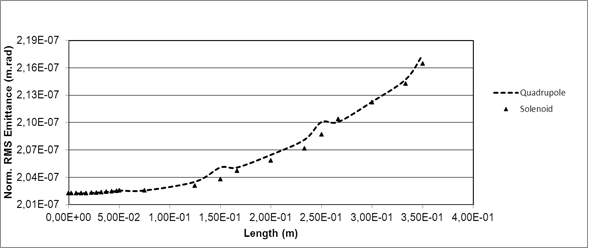 2,19E-07
2,16E-07
2,13E-07
2,10E-07
2,07E-07
2,04E-07
2,01E-07
Norm. RMS Emittance (m.rad)
0,00E+00 5,00E-02 1,00E-01 1,50E-01 2,00E-01 2,50E-01 3,00E-01 3,50E-01 4,00E-01
Length (m)
Quadrupole
Solenoid